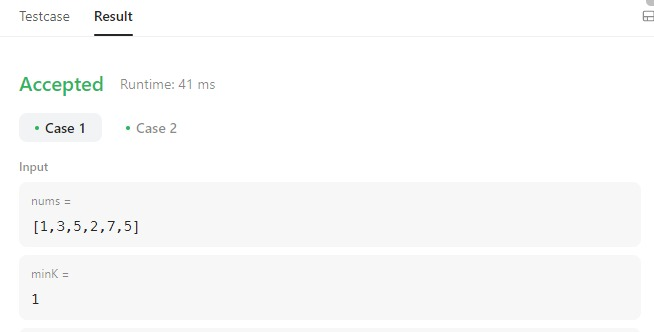 Testcase Result
Accepted Runtime: 41 ms
• Case 1 • Case 2
Input
nums =
[1,3,5,2,7,5]
minK =
1